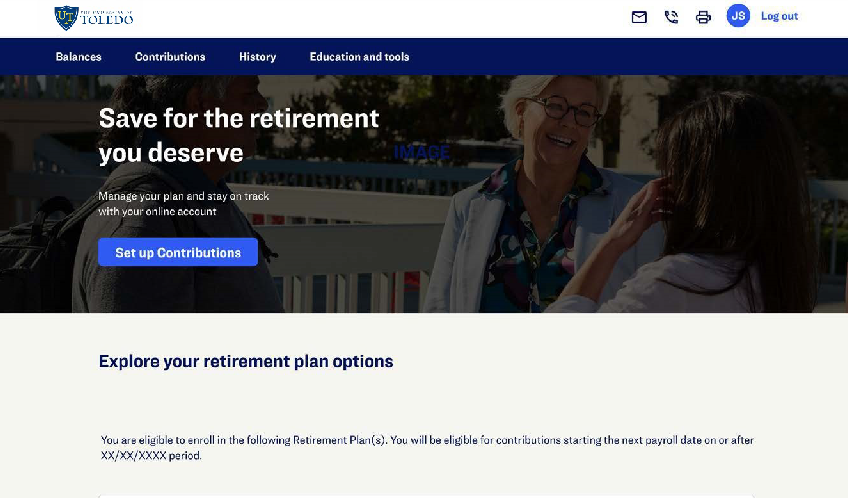 THE UNIVERSITY OF
UT TOLEDO
JS
Log out
Balances
Contributions
History
Education and tools
Save for the retirement
you deserve
IMAGE
Manage your plan and stay on track
with your online account
Set up Contributions
Explore your retirement plan options
You are eligible to enroll in the following Retirement Plan(s). You will be eligible for contributions starting the next payroll date on or after
XX/XX/XXXX period.